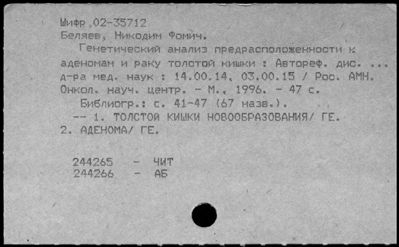 Шифр 02-35712
Беляев, Никодим Фомич.
Генетический анализ предрасположенности к
аденомам и раку толстой кишки : Автореф. дис. ...
д-ра мед. наук : 14.00.14, 03.00.15 / Рос. АМН.
Онкол. науч. центр. - М., 1996. - 47 с.
Библиогр.: с. 41-47 (67 назв.).
-- 1. ТОЛСТОЙ КИШКИ НОВООБРАЗОВАНИЯ/ ГЕ.
2. АДЕНОМА/ ГЕ.
244265 - ЧИТ
244266 - АБ